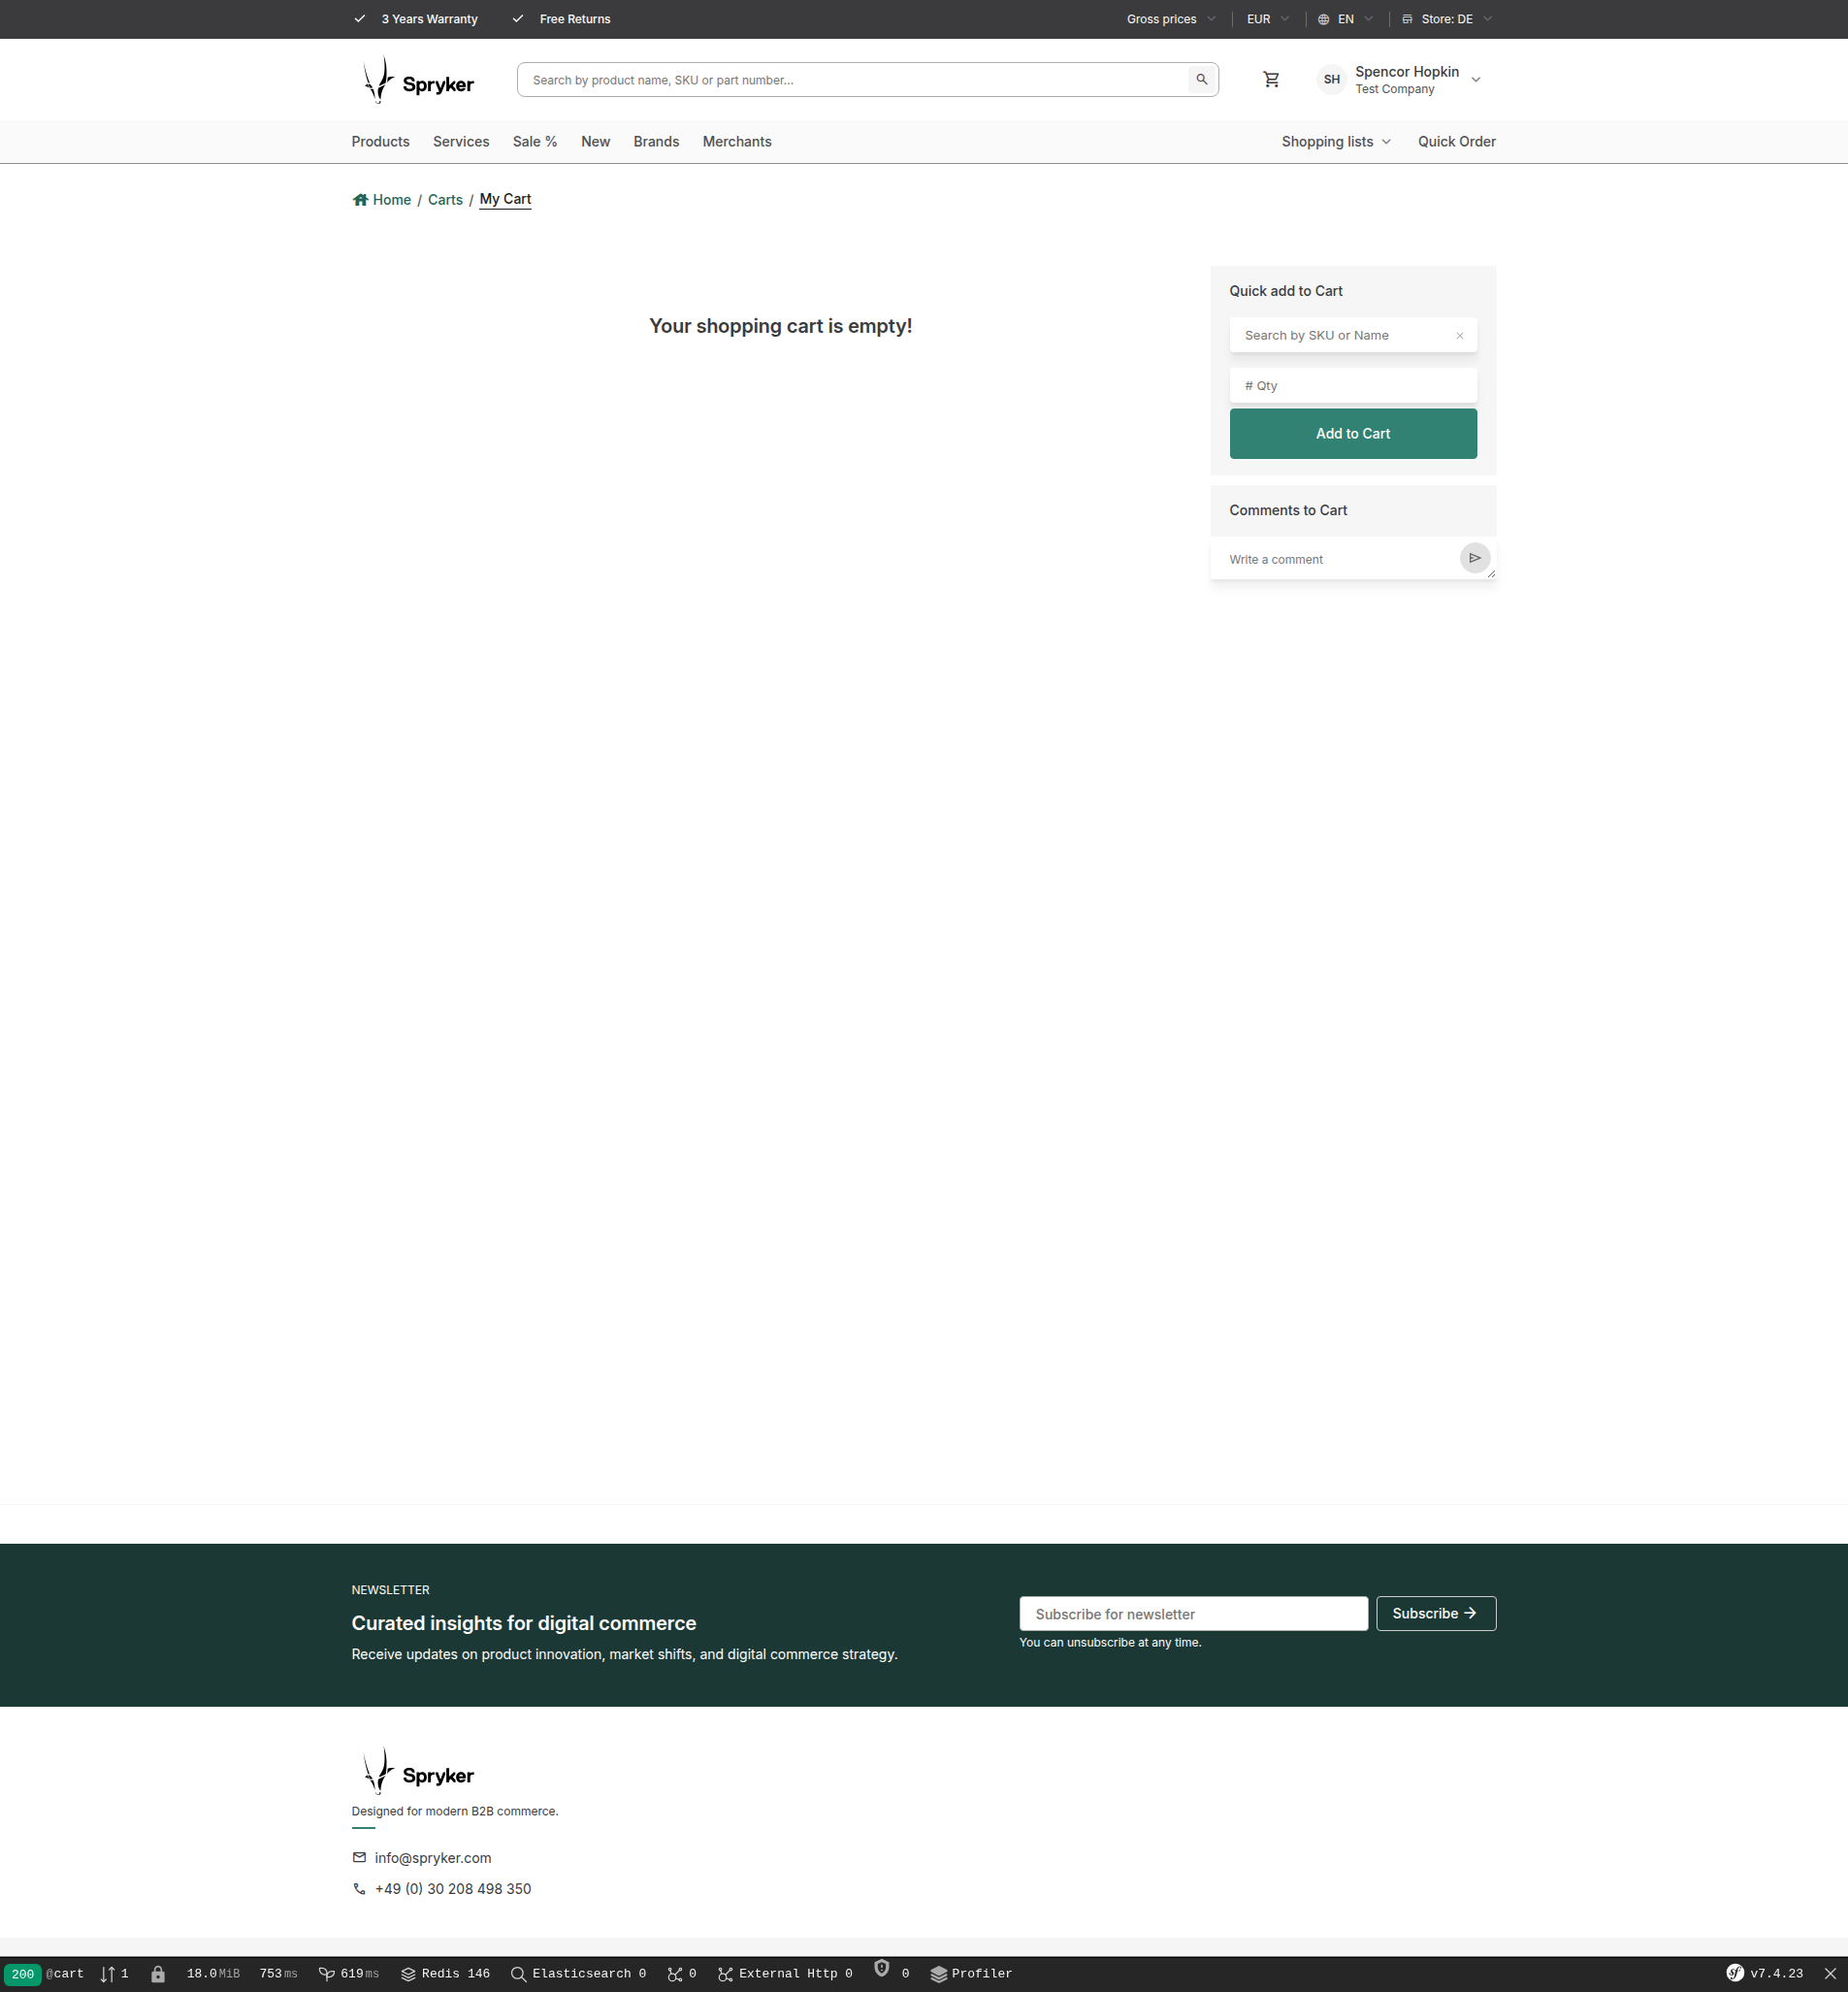 3 Years Warranty Free Returns Gross prices EUR EN Store: DE
Spryker
Search by product name, SKU or part number...
SH Spencor Hopkin
Test Company
Products Services Sale % New Brands Merchants Shopping lists Quick Order
Home / Carts / My Cart
Your shopping cart is empty!
Quick add to Cart
Search by SKU or Name
# Qty
Add to Cart
Comments to Cart
Write a comment
NEWSLETTER
Curated insights for digital commerce
Receive updates on product innovation, market shifts, and digital commerce strategy.
Subscribe for newsletter
Subscribe
You can unsubscribe at any time.
Spryker
Designed for modern B2B commerce.
info@spryker.com
+49 (0) 30 208 498 350
200 @cart 1 18.0 MiB 753 ms 619 ms Redis 146 Elasticsearch 0 0 External Http 0 0 Profiler sf v7.4.23